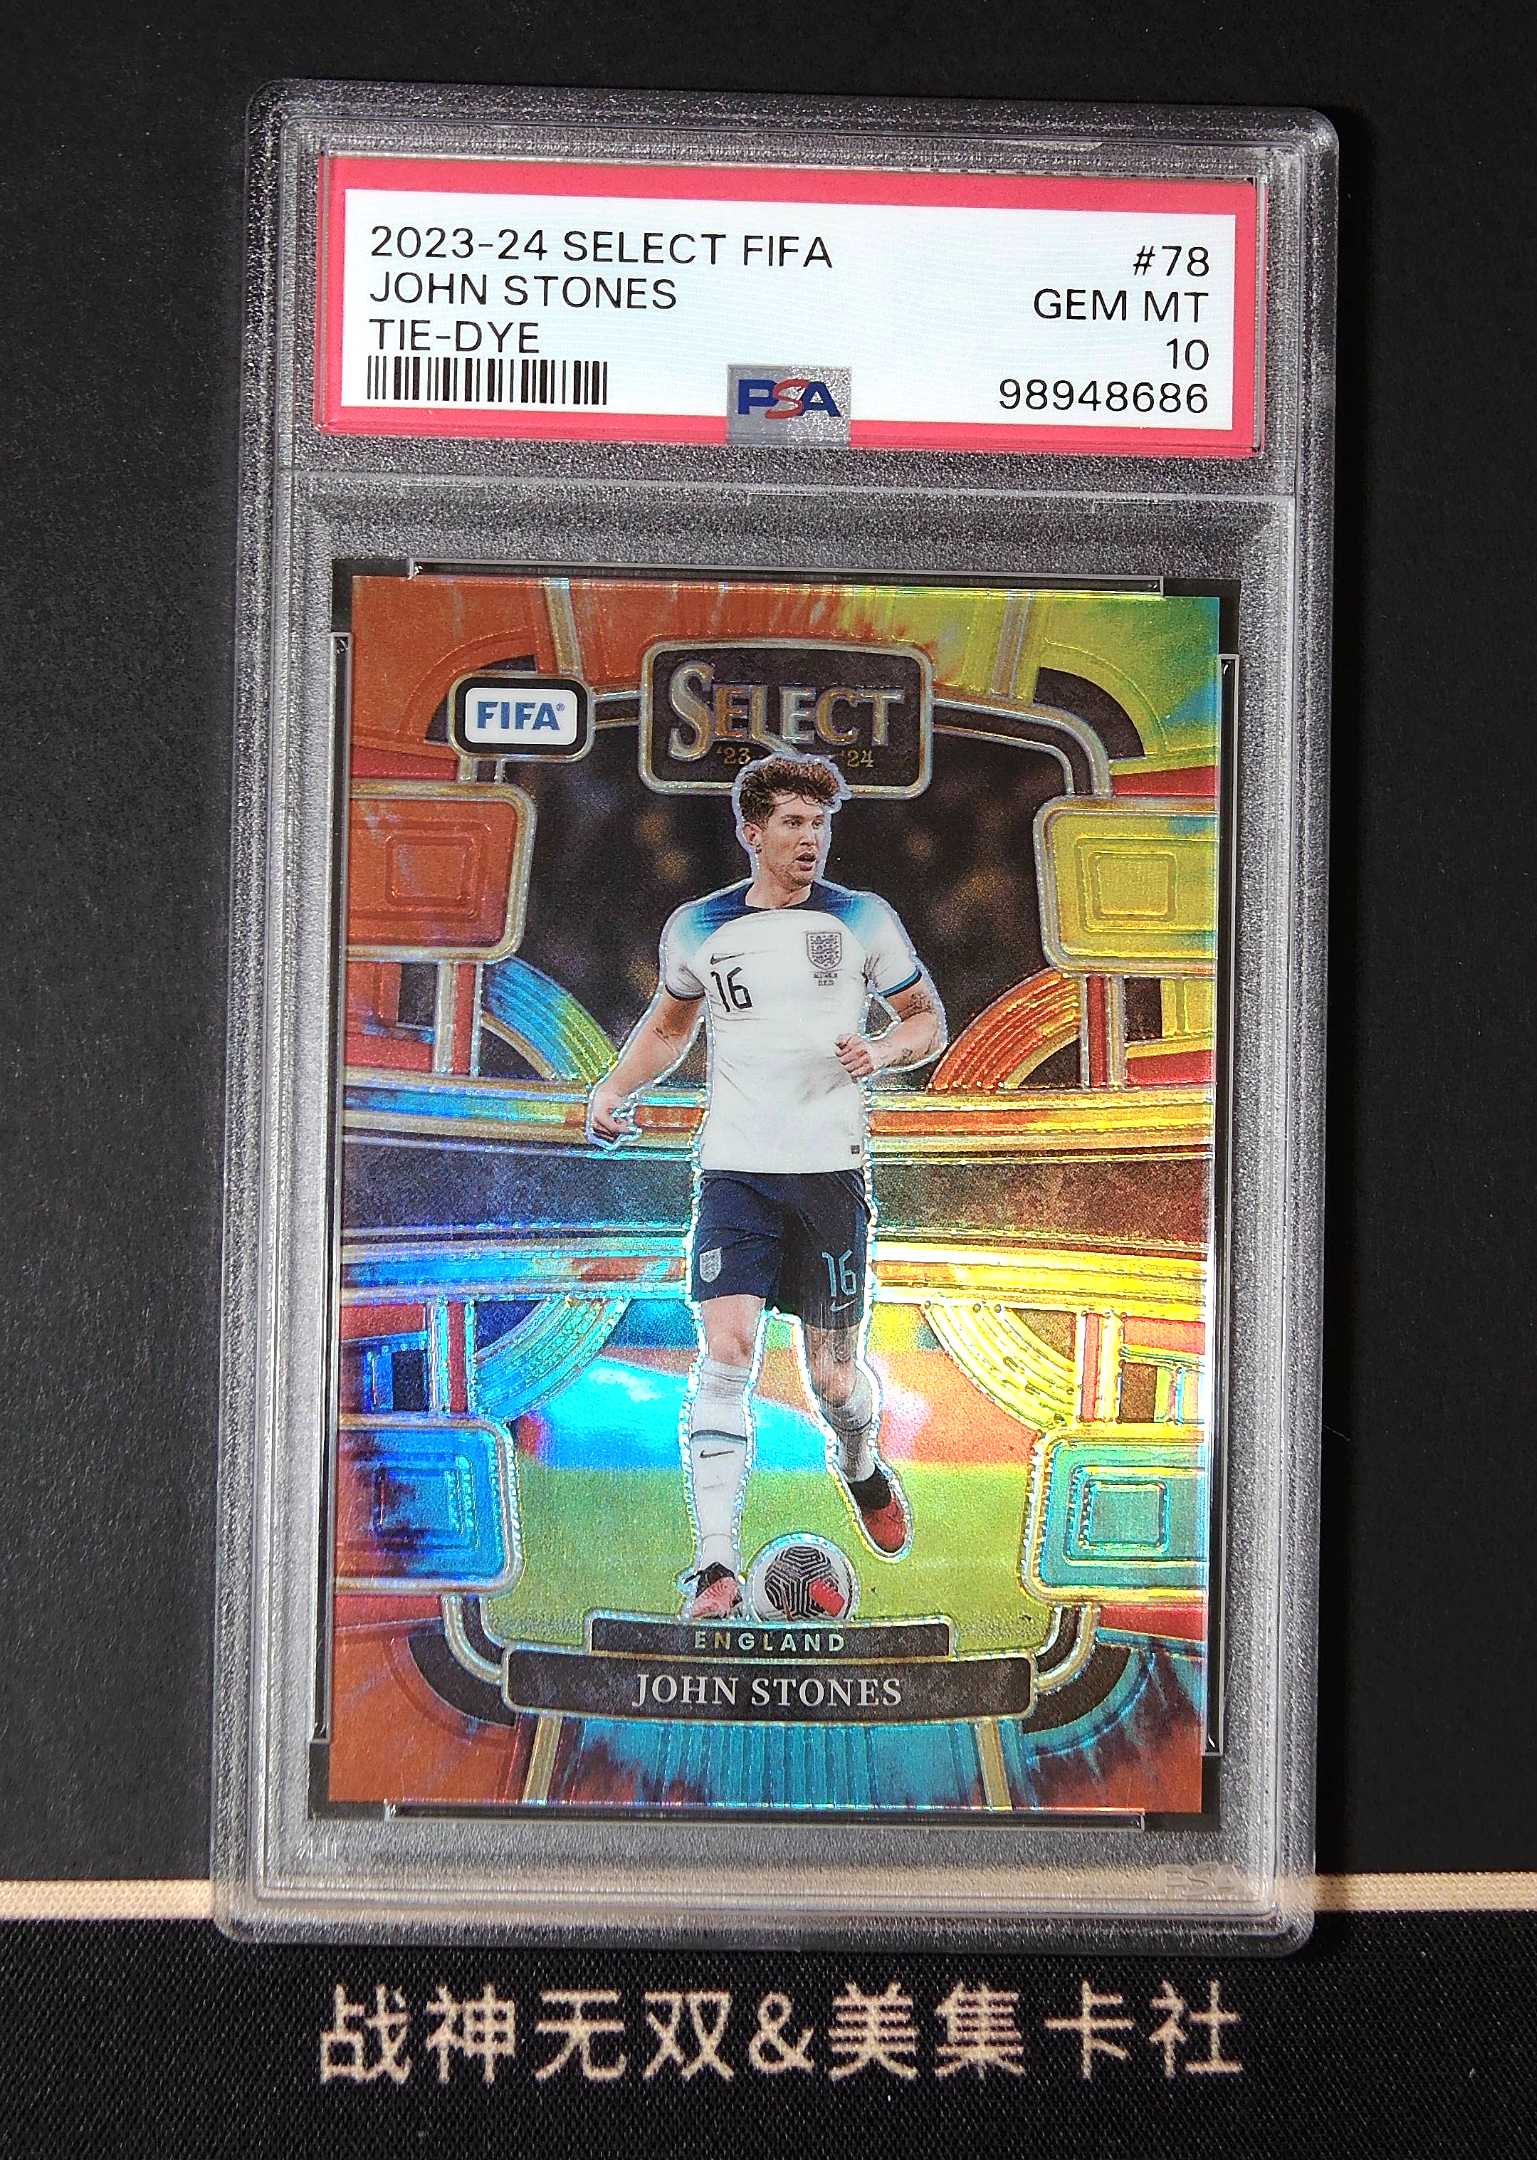 2023-24 SELECT FIFA #78
JOHN STONES GEM MT
TIE-DYE 10
PSA 98948686
FIFA®
SELECT
'23 '24
16
16
ENGLAND
JOHN STONES
PSA
战神无双&美集卡社